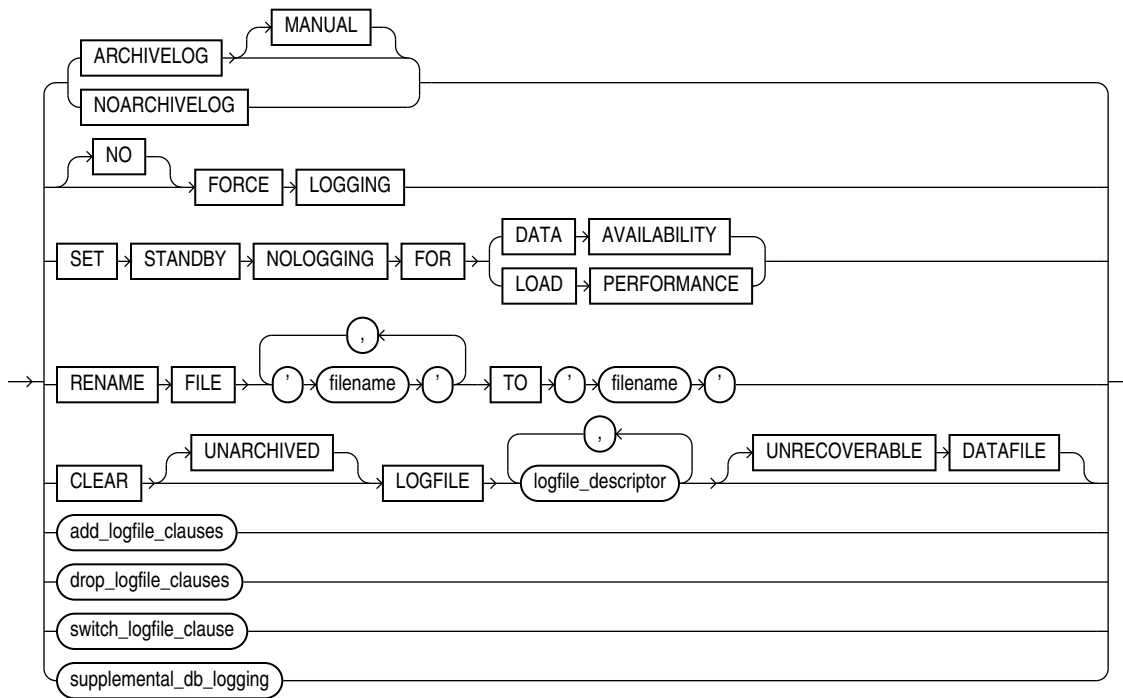 MANUAL
ARCHIVELOG
NOARCHIVELOG
NO
FORCE LOGGING
DATA AVAILABILITY
SET STANDBY NOLOGGING FOR
LOAD PERFORMANCE
,
RENAME FILE ' filename ' TO ' filename '
,
UNARCHIVED UNRECOVERABLE DATAFILE
CLEAR LOGFILE logfile_descriptor
add_logfile_clauses
drop_logfile_clauses
switch_logfile_clause
supplemental_db_logging